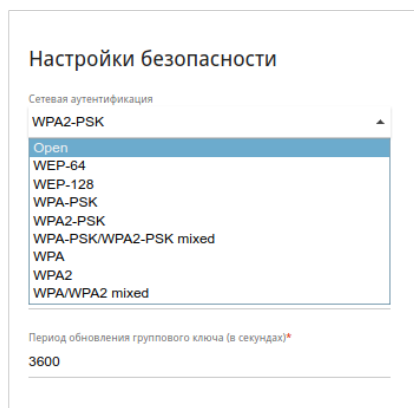 Настройки безопасности
Сетевая аутентификация
WPA2-PSK
Open
WEP-64
WEP-128
WPA-PSK
WPA2-PSK
WPA-PSK/WPA2-PSK mixed
WPA
WPA2
WPA/WPA2 mixed
Период обновления группового ключа (в секундах)*
3600